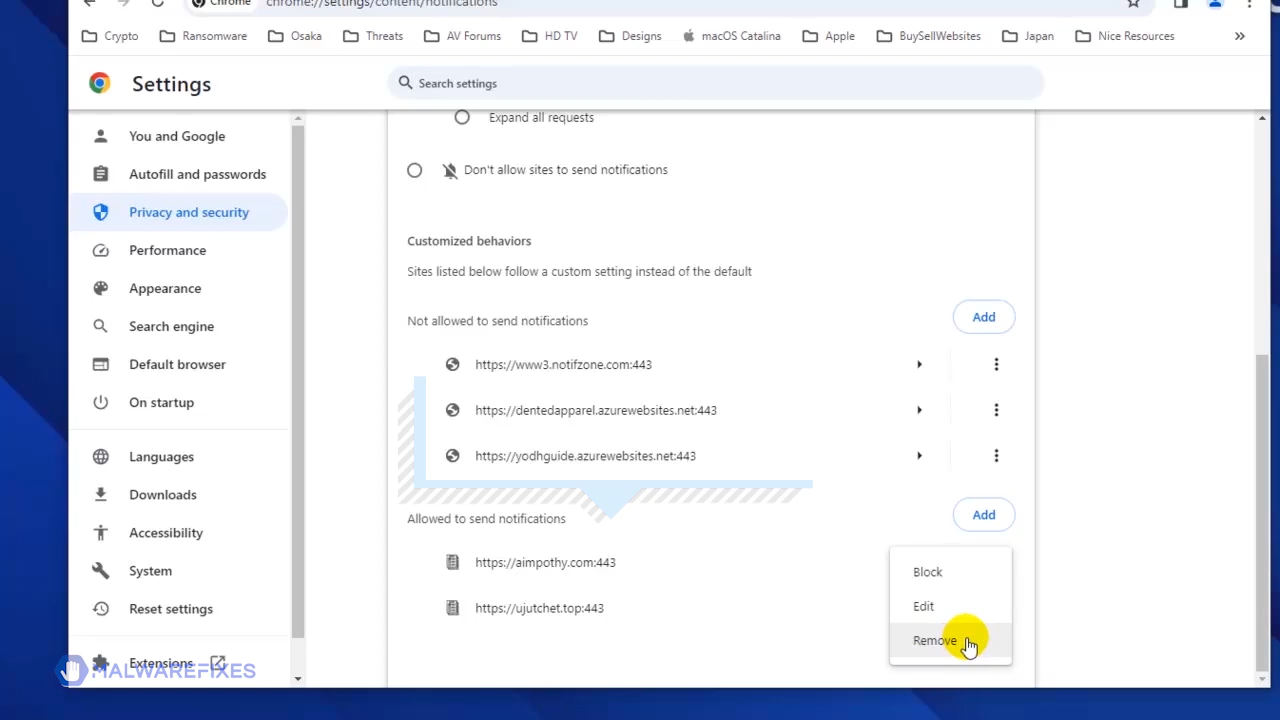 Chrome chrome://settings/content/notifications
Crypto Ransomware Osaka Threats AV Forums HD TV Designs macOS Catalina Apple BuySellWebsites Japan Nice Resources »
Settings
Search settings
You and Google
Autofill and passwords
Privacy and security
Performance
Appearance
Search engine
Default browser
On startup
Languages
Downloads
Accessibility
System
Reset settings
Extensions
MALWAREFIXES
Expand all requests
Don't allow sites to send notifications
Customized behaviors
Sites listed below follow a custom setting instead of the default
Not allowed to send notifications Add
https://www3.notifzone.com:443
https://dentedapparel.azurewebsites.net:443
https://yodhguide.azurewebsites.net:443
Allowed to send notifications Add
https://aimpothy.com:443
https://ujutchet.top:443
Block
Edit
Remove